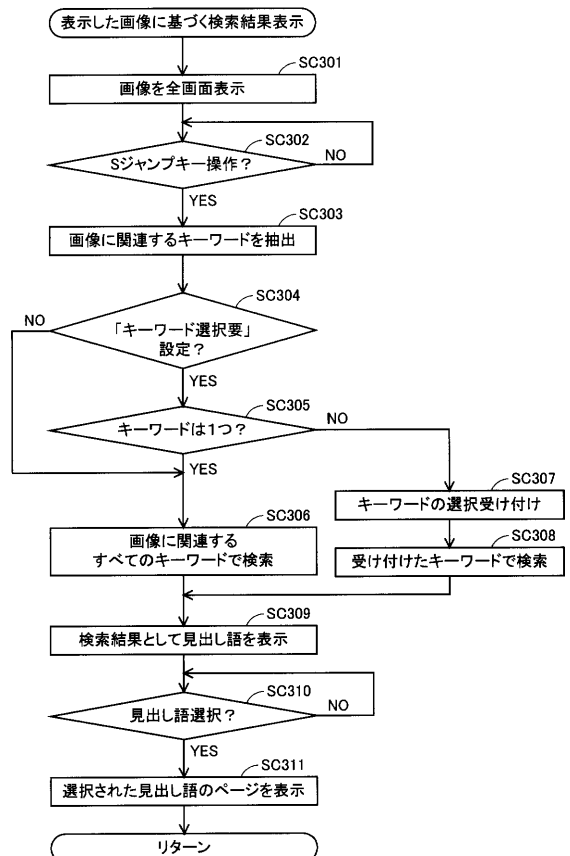 表示した画像に基づく検索結果表示
SC301
画像を全画面表示
SC302
Sジャンプキー操作？
NO
YES
SC303
画像に関連するキーワードを抽出
SC304
NO
「キーワード選択要」
設定？
YES
SC305
キーワードは1つ？
NO
YES
SC307
キーワードの選択受け付け
SC306
画像に関連する
すべてのキーワードで検索
SC308
受け付けたキーワードで検索
SC309
検索結果として見出し語を表示
SC310
見出し語選択？
NO
YES
SC311
選択された見出し語のページを表示
リターン